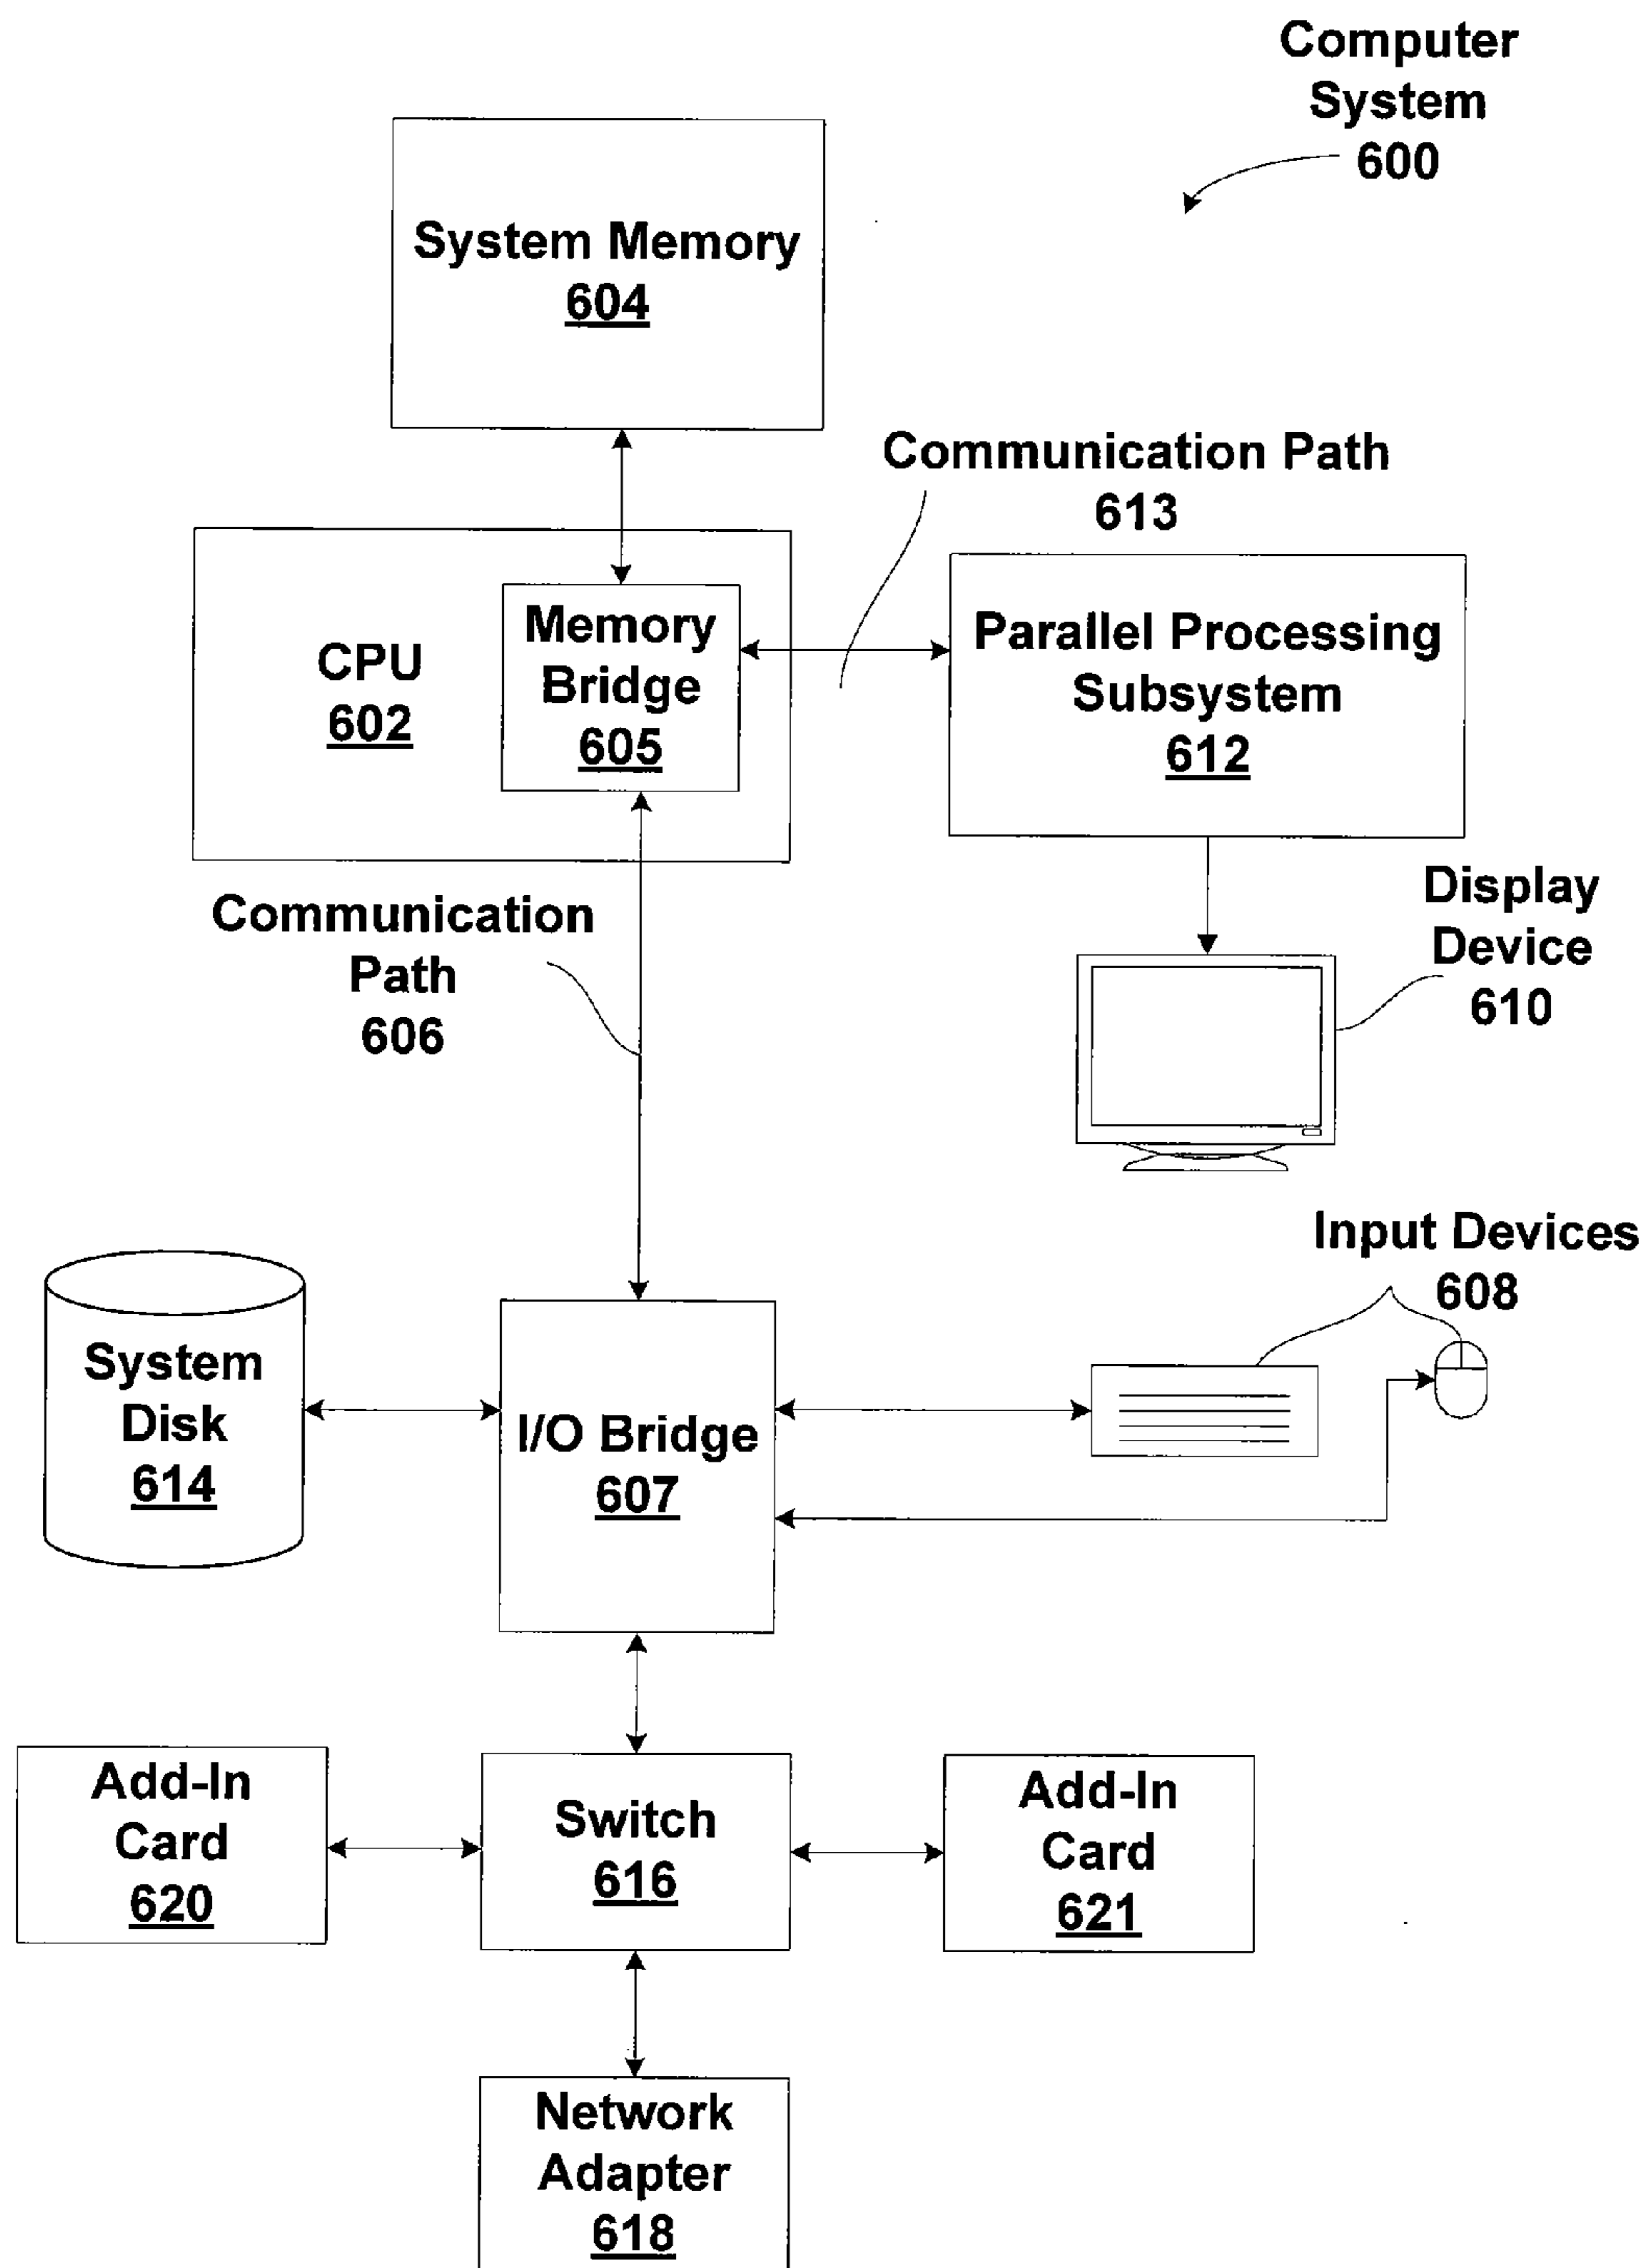 Computer
System
600
System Memory
604
Communication Path
613
CPU
602
Memory
Bridge
605
Parallel Processing
Subsystem
612
Communication
Path
606
Display
Device
610
Input Devices
608
System
Disk
614
I/O Bridge
607
Add-In
Card
620
Switch
616
Add-In
Card
621
Network
Adapter
618